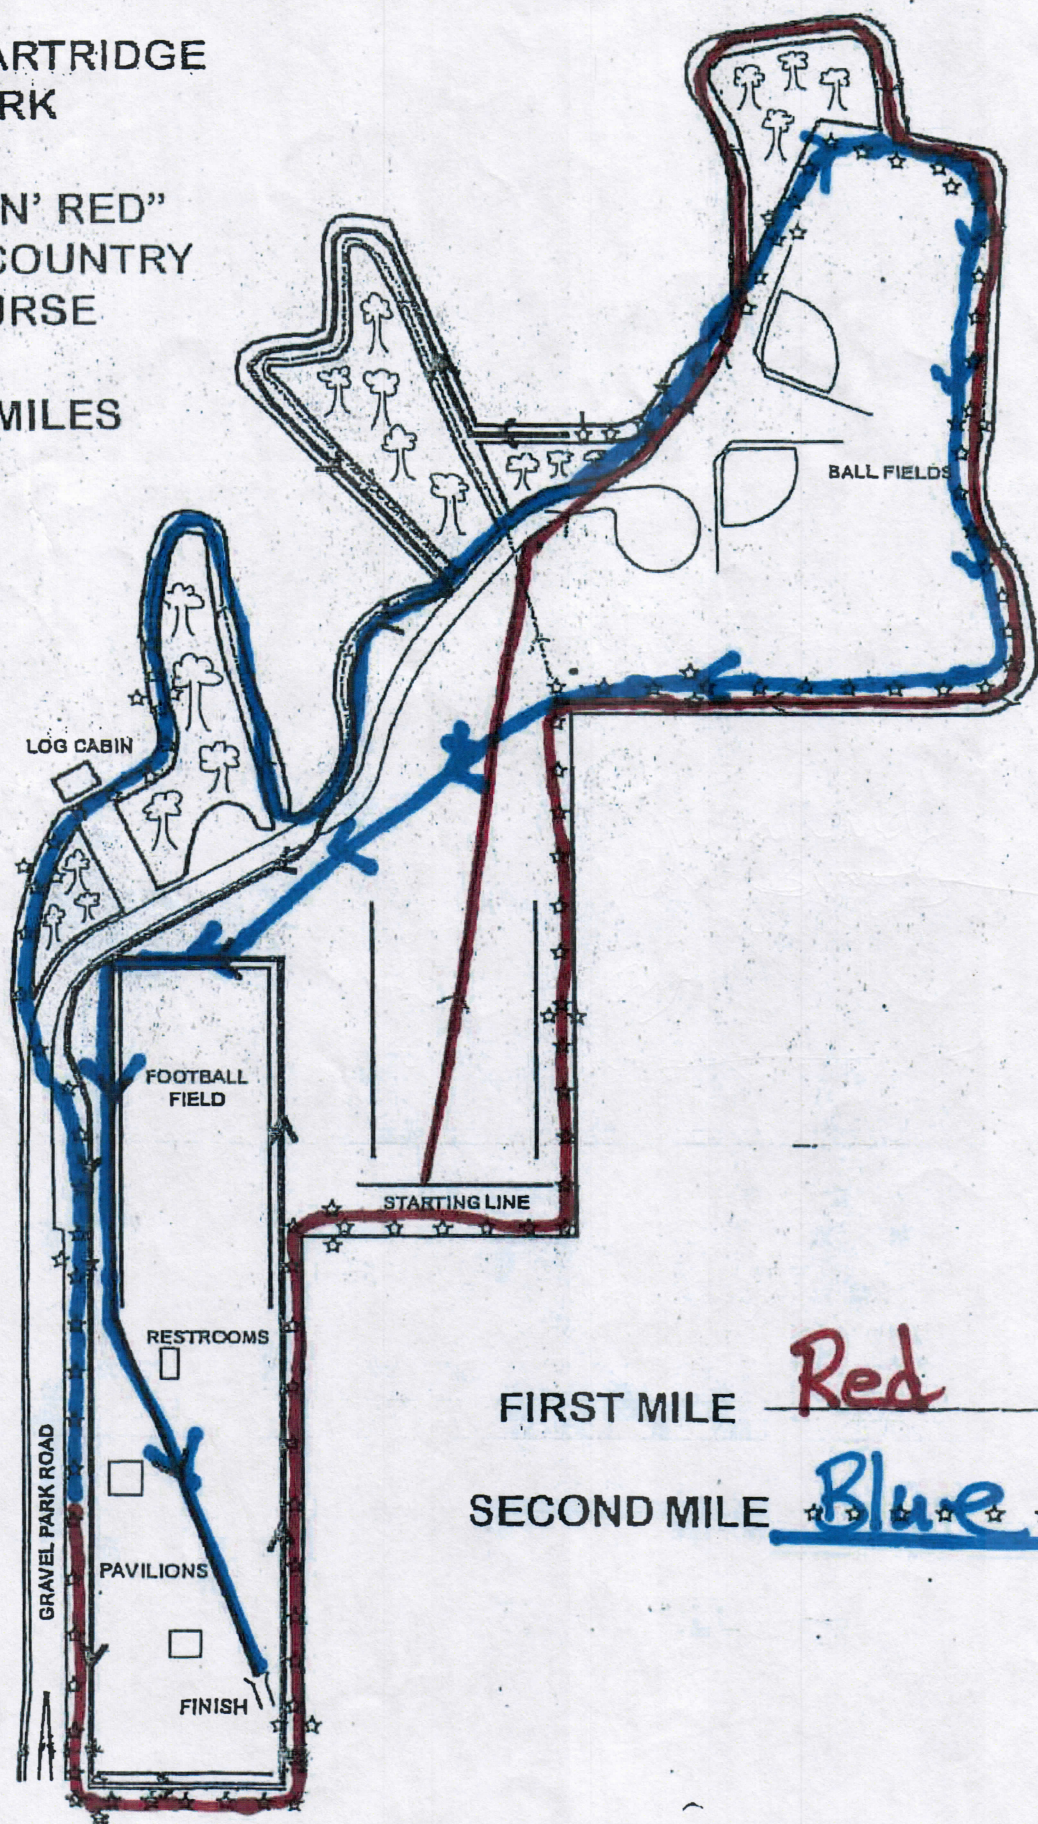 ARTRIDGE
RK
N' RED”
COUNTRY
URSE
MILES
BALL FIELDS
LOG CABIN
FOOTBALL
FIELD
STARTING LINE
RESTROOMS
FIRST MILE Red
SECOND MILE Blue
GRAVEL PARK ROAD
PAVILIONS
FINISH